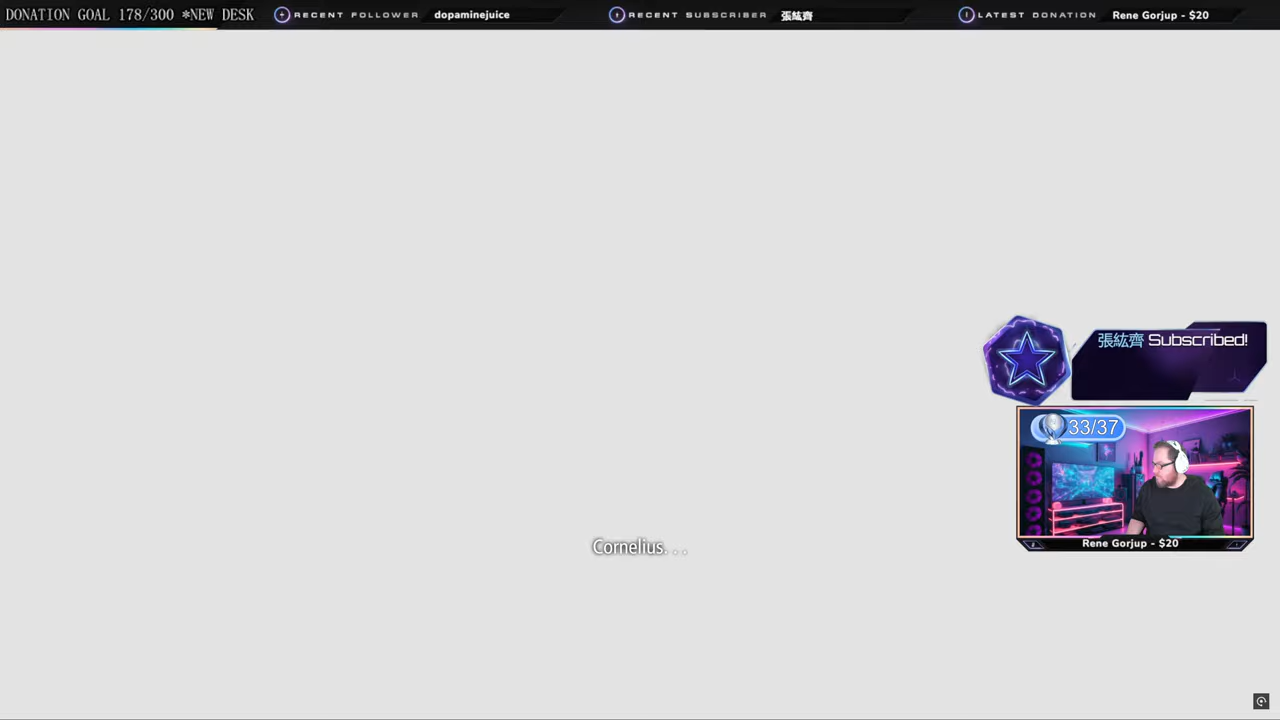 DONATION GOAL 178/300 *NEW DESK
RECENT FOLLOWER dopaminejuice
RECENT SUBSCRIBER 張紘齊
LATEST DONATION Rene Gorjup - $20
張紘齊 Subscribed!
33/37
Rene Gorjup - $20
Cornelius. . .